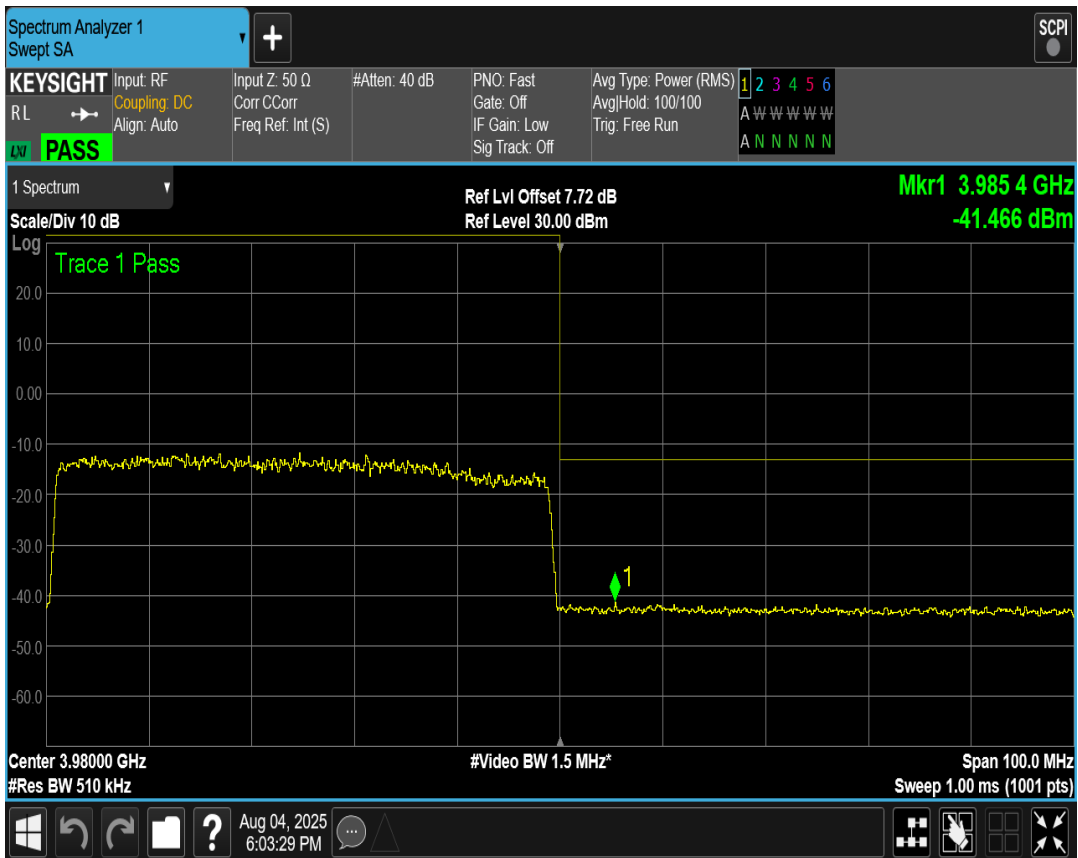 Spectrum Analyzer 1
Swept SA
+
SCPI
KEYSIGHT
RL
LXI
PASS
Input: RF
Coupling: DC
Align: Auto
Input Z: 50 Ω
Corr CCorr
Freq Ref: Int (S)
#Atten: 40 dB
PNO: Fast
Gate: Off
IF Gain: Low
Sig Track: Off
Avg Type: Power (RMS)
Avg|Hold: 100/100
Trig: Free Run
1 2 3 4 5 6
A W W W W W
A N N N N N
1 Spectrum
Scale/Div 10 dB
Ref Lvl Offset 7.72 dB
Ref Level 30.00 dBm
Mkr1 3.985 4 GHz
-41.466 dBm
Log
Trace 1 Pass
20.0
10.0
0.00
-10.0
-20.0
-30.0
-40.0
-50.0
-60.0
1
Center 3.98000 GHz
#Res BW 510 kHz
#Video BW 1.5 MHz*
Span 100.0 MHz
Sweep 1.00 ms (1001 pts)
?
Aug 04, 2025
6:03:29 PM